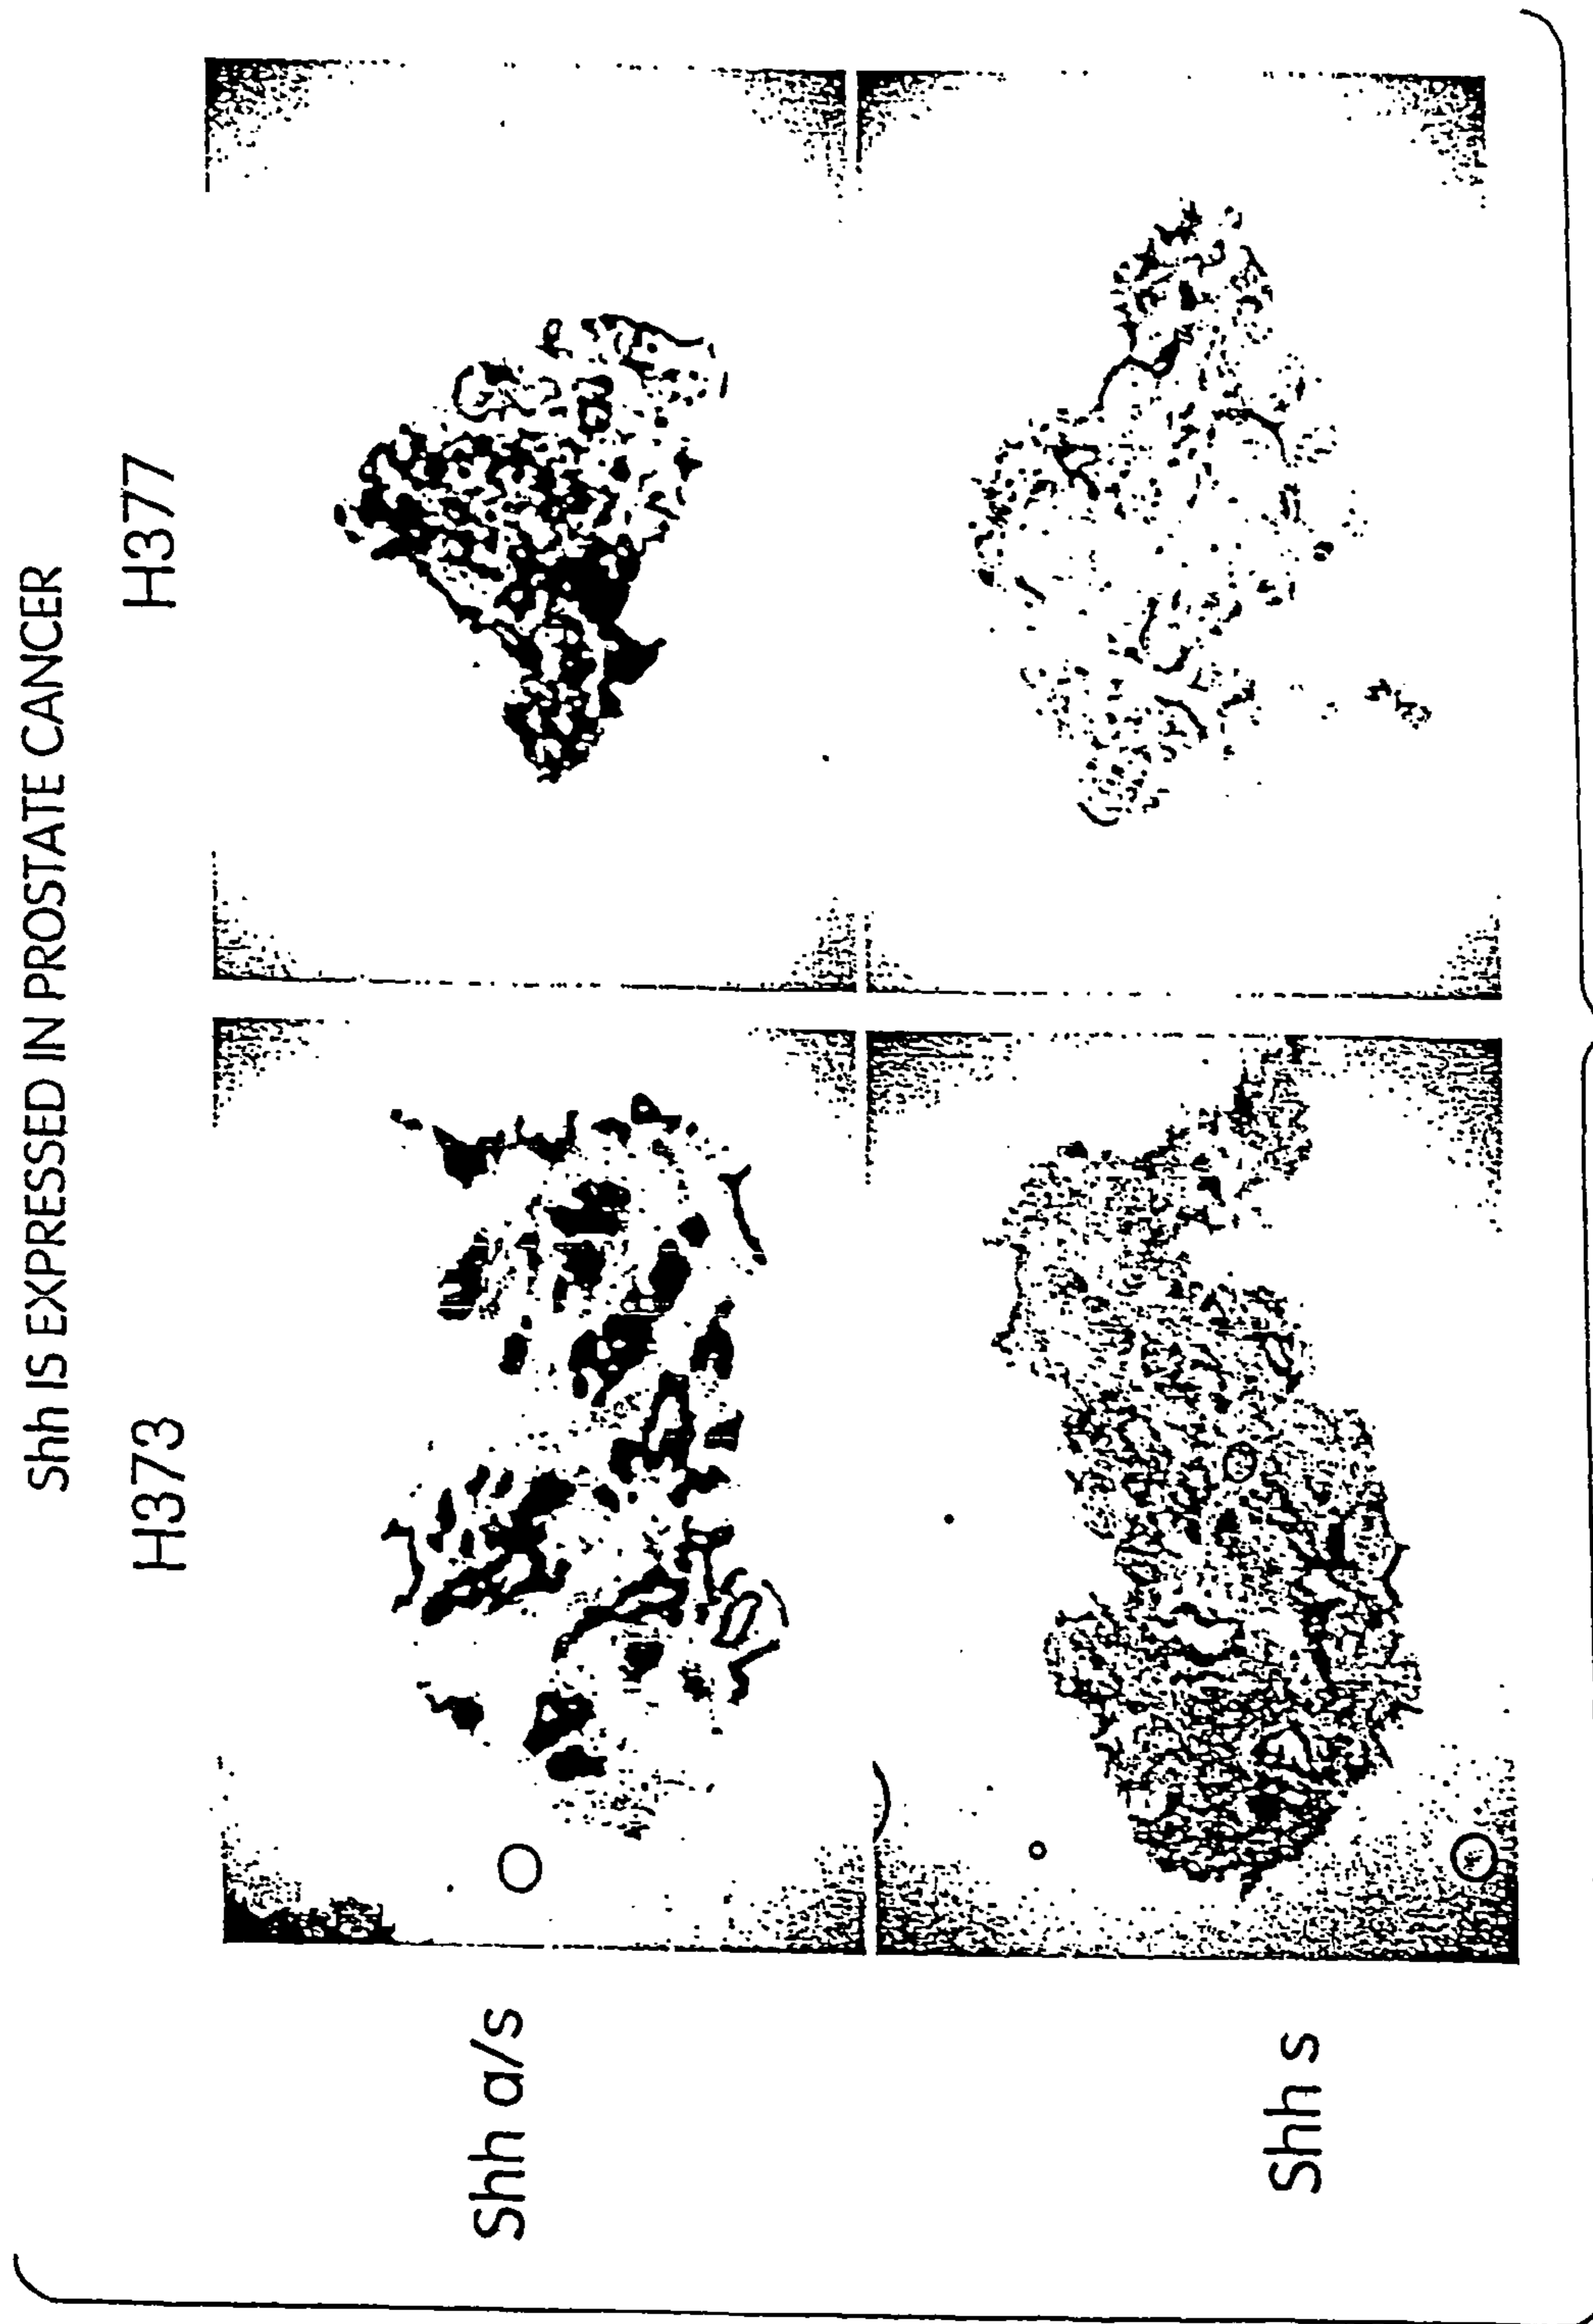 Shh IS EXPRESSED IN PROSTATE CANCER
H373
H377
Shh a/s
Shh s